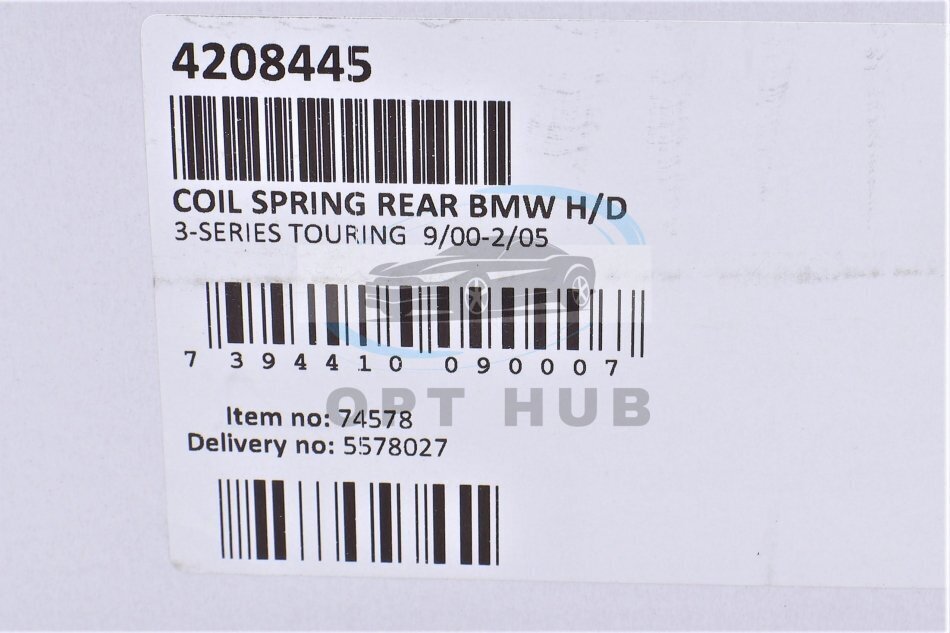 4208445
COIL SPRING REAR BMW H/D
3-SERIES TOURING 9/00-2/05
7 394410 090007
OPT HUB
Item no: 74578
Delivery no: 5578027